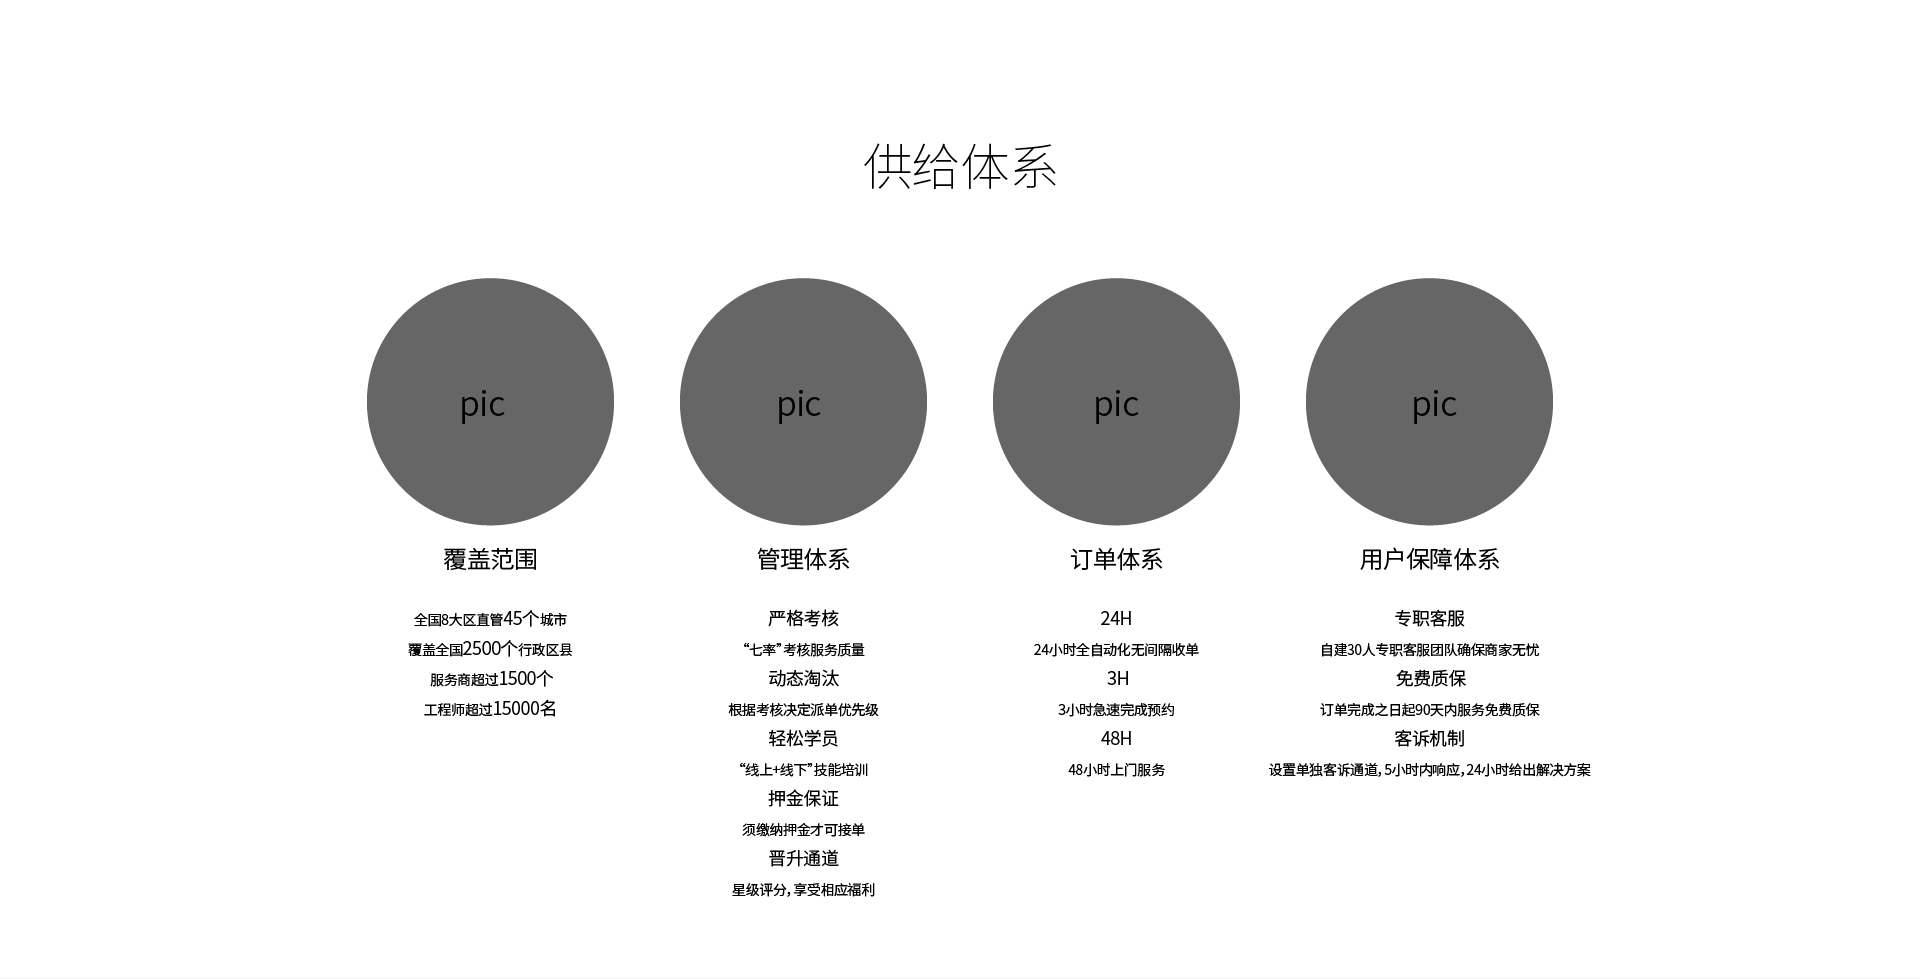 供给体系
pic
pic
pic
pic
覆盖范围
全国8大区直管45个城市
覆盖全国2500个行政区县
服务商超过1500个
工程师超过15000名
管理体系
严格考核
“七率”考核服务质量
动态淘汰
根据考核决定派单优先级
轻松学员
“线上+线下”技能培训
押金保证
须缴纳押金才可接单
晋升通道
星级评分，享受相应福利
订单体系
24H
24小时全自动化无间隔收单
3H
3小时急速完成预约
48H
48小时上门服务
用户保障体系
专职客服
自建30人专职客服团队确保商家无忧
免费质保
订单完成之日起90天内服务免费质保
客诉机制
设置单独客诉通道，5小时内响应，24小时给出解决方案